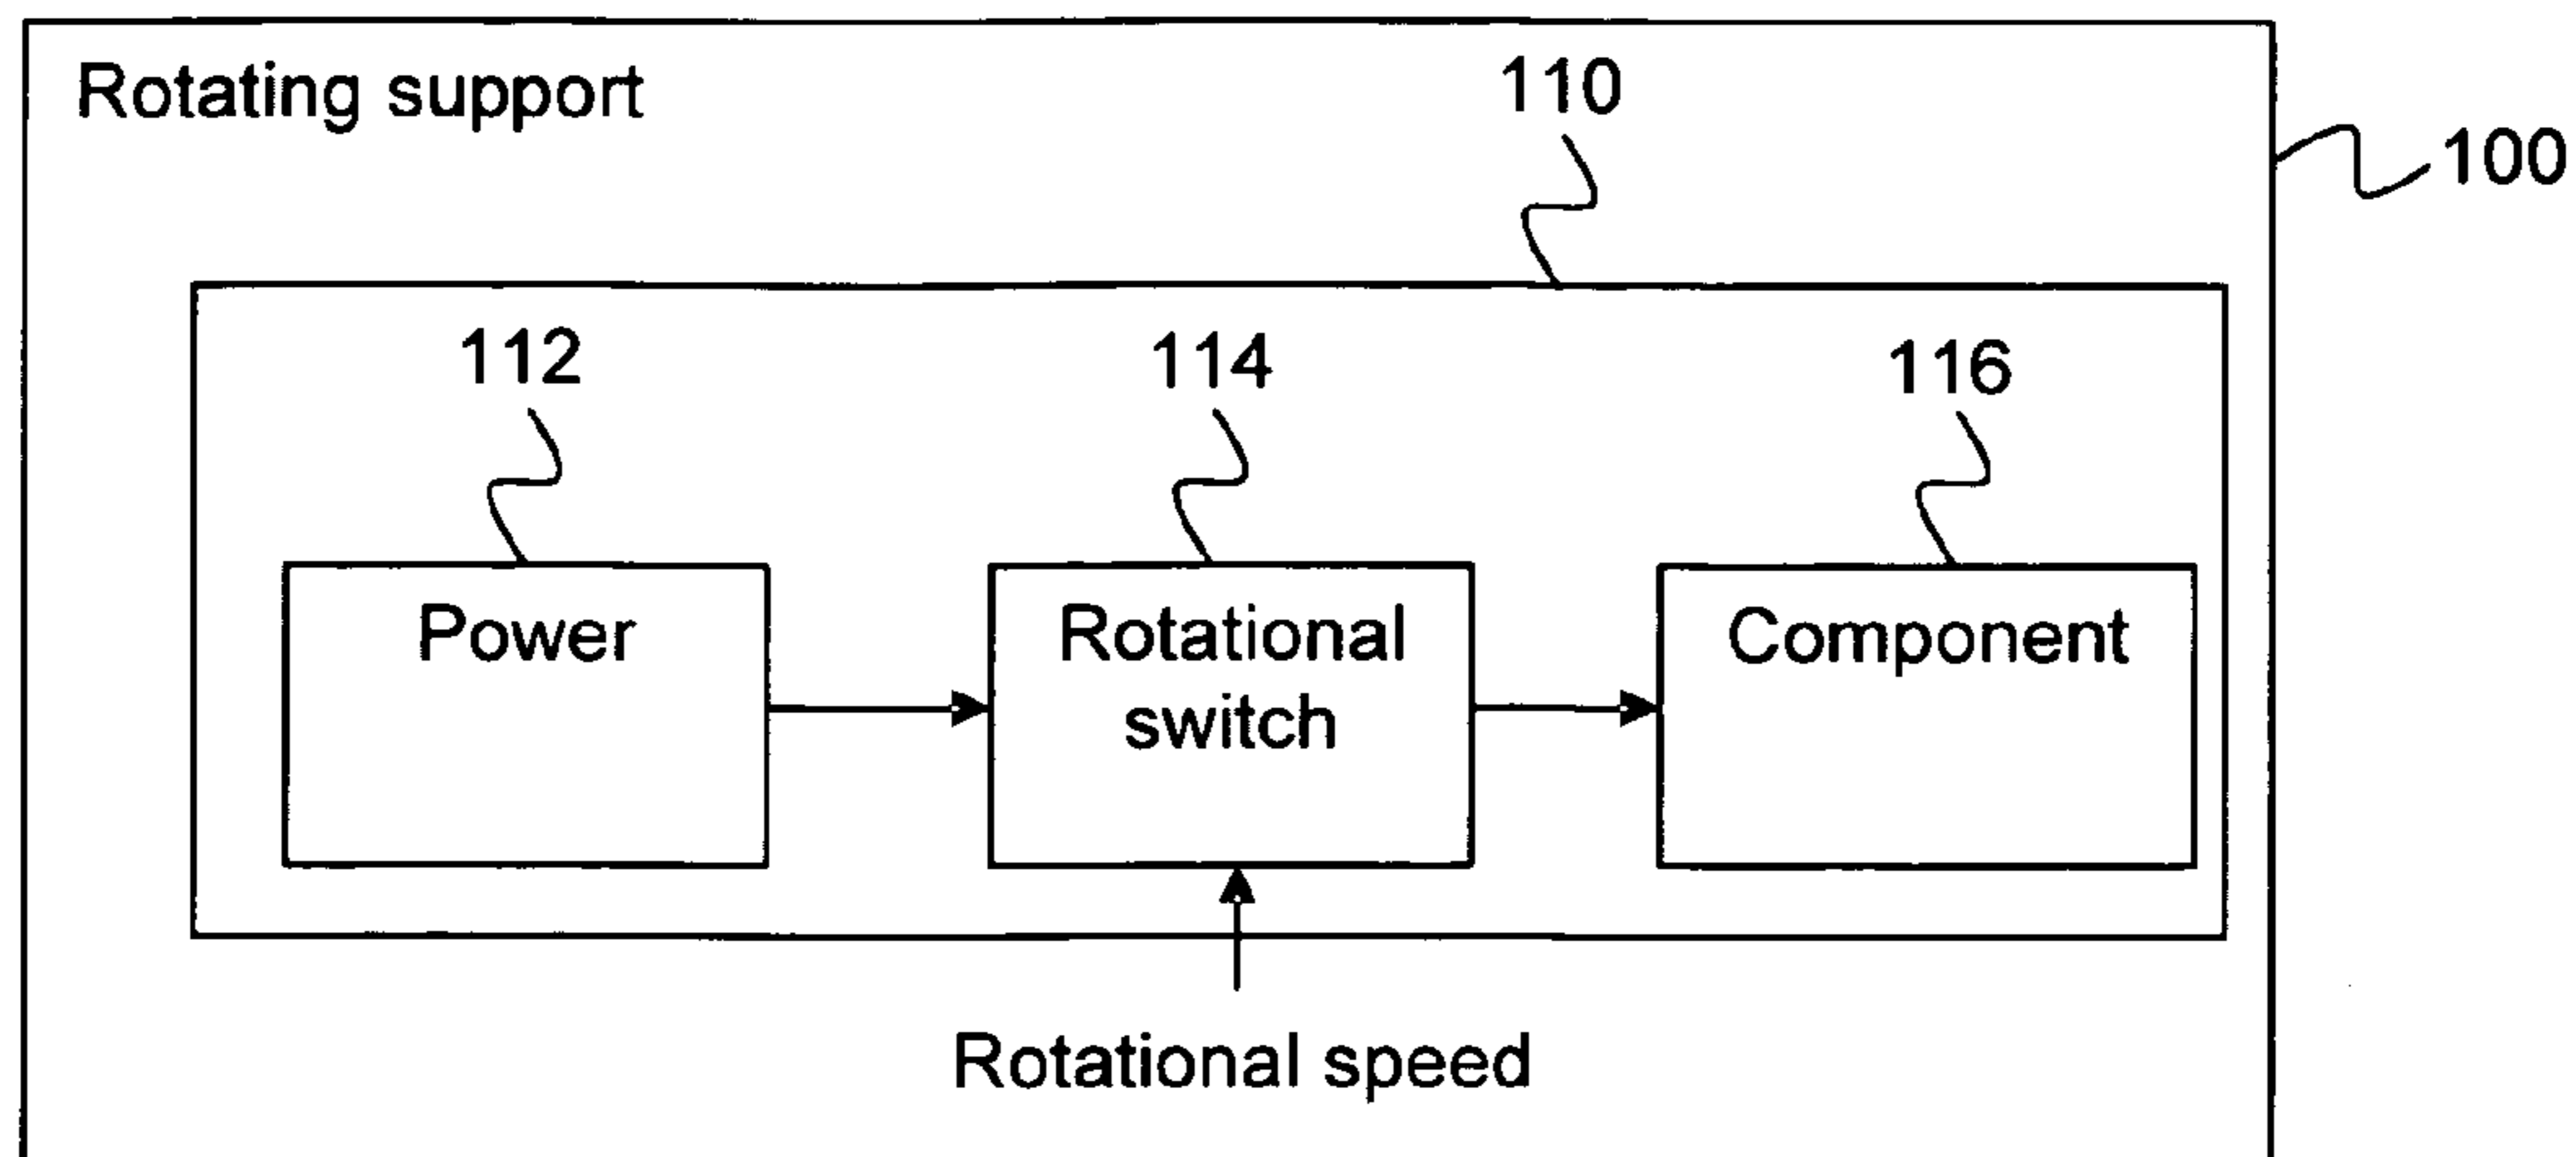 Rotating support
110
100
112
114
116
Power
Rotational
switch
Component
Rotational speed